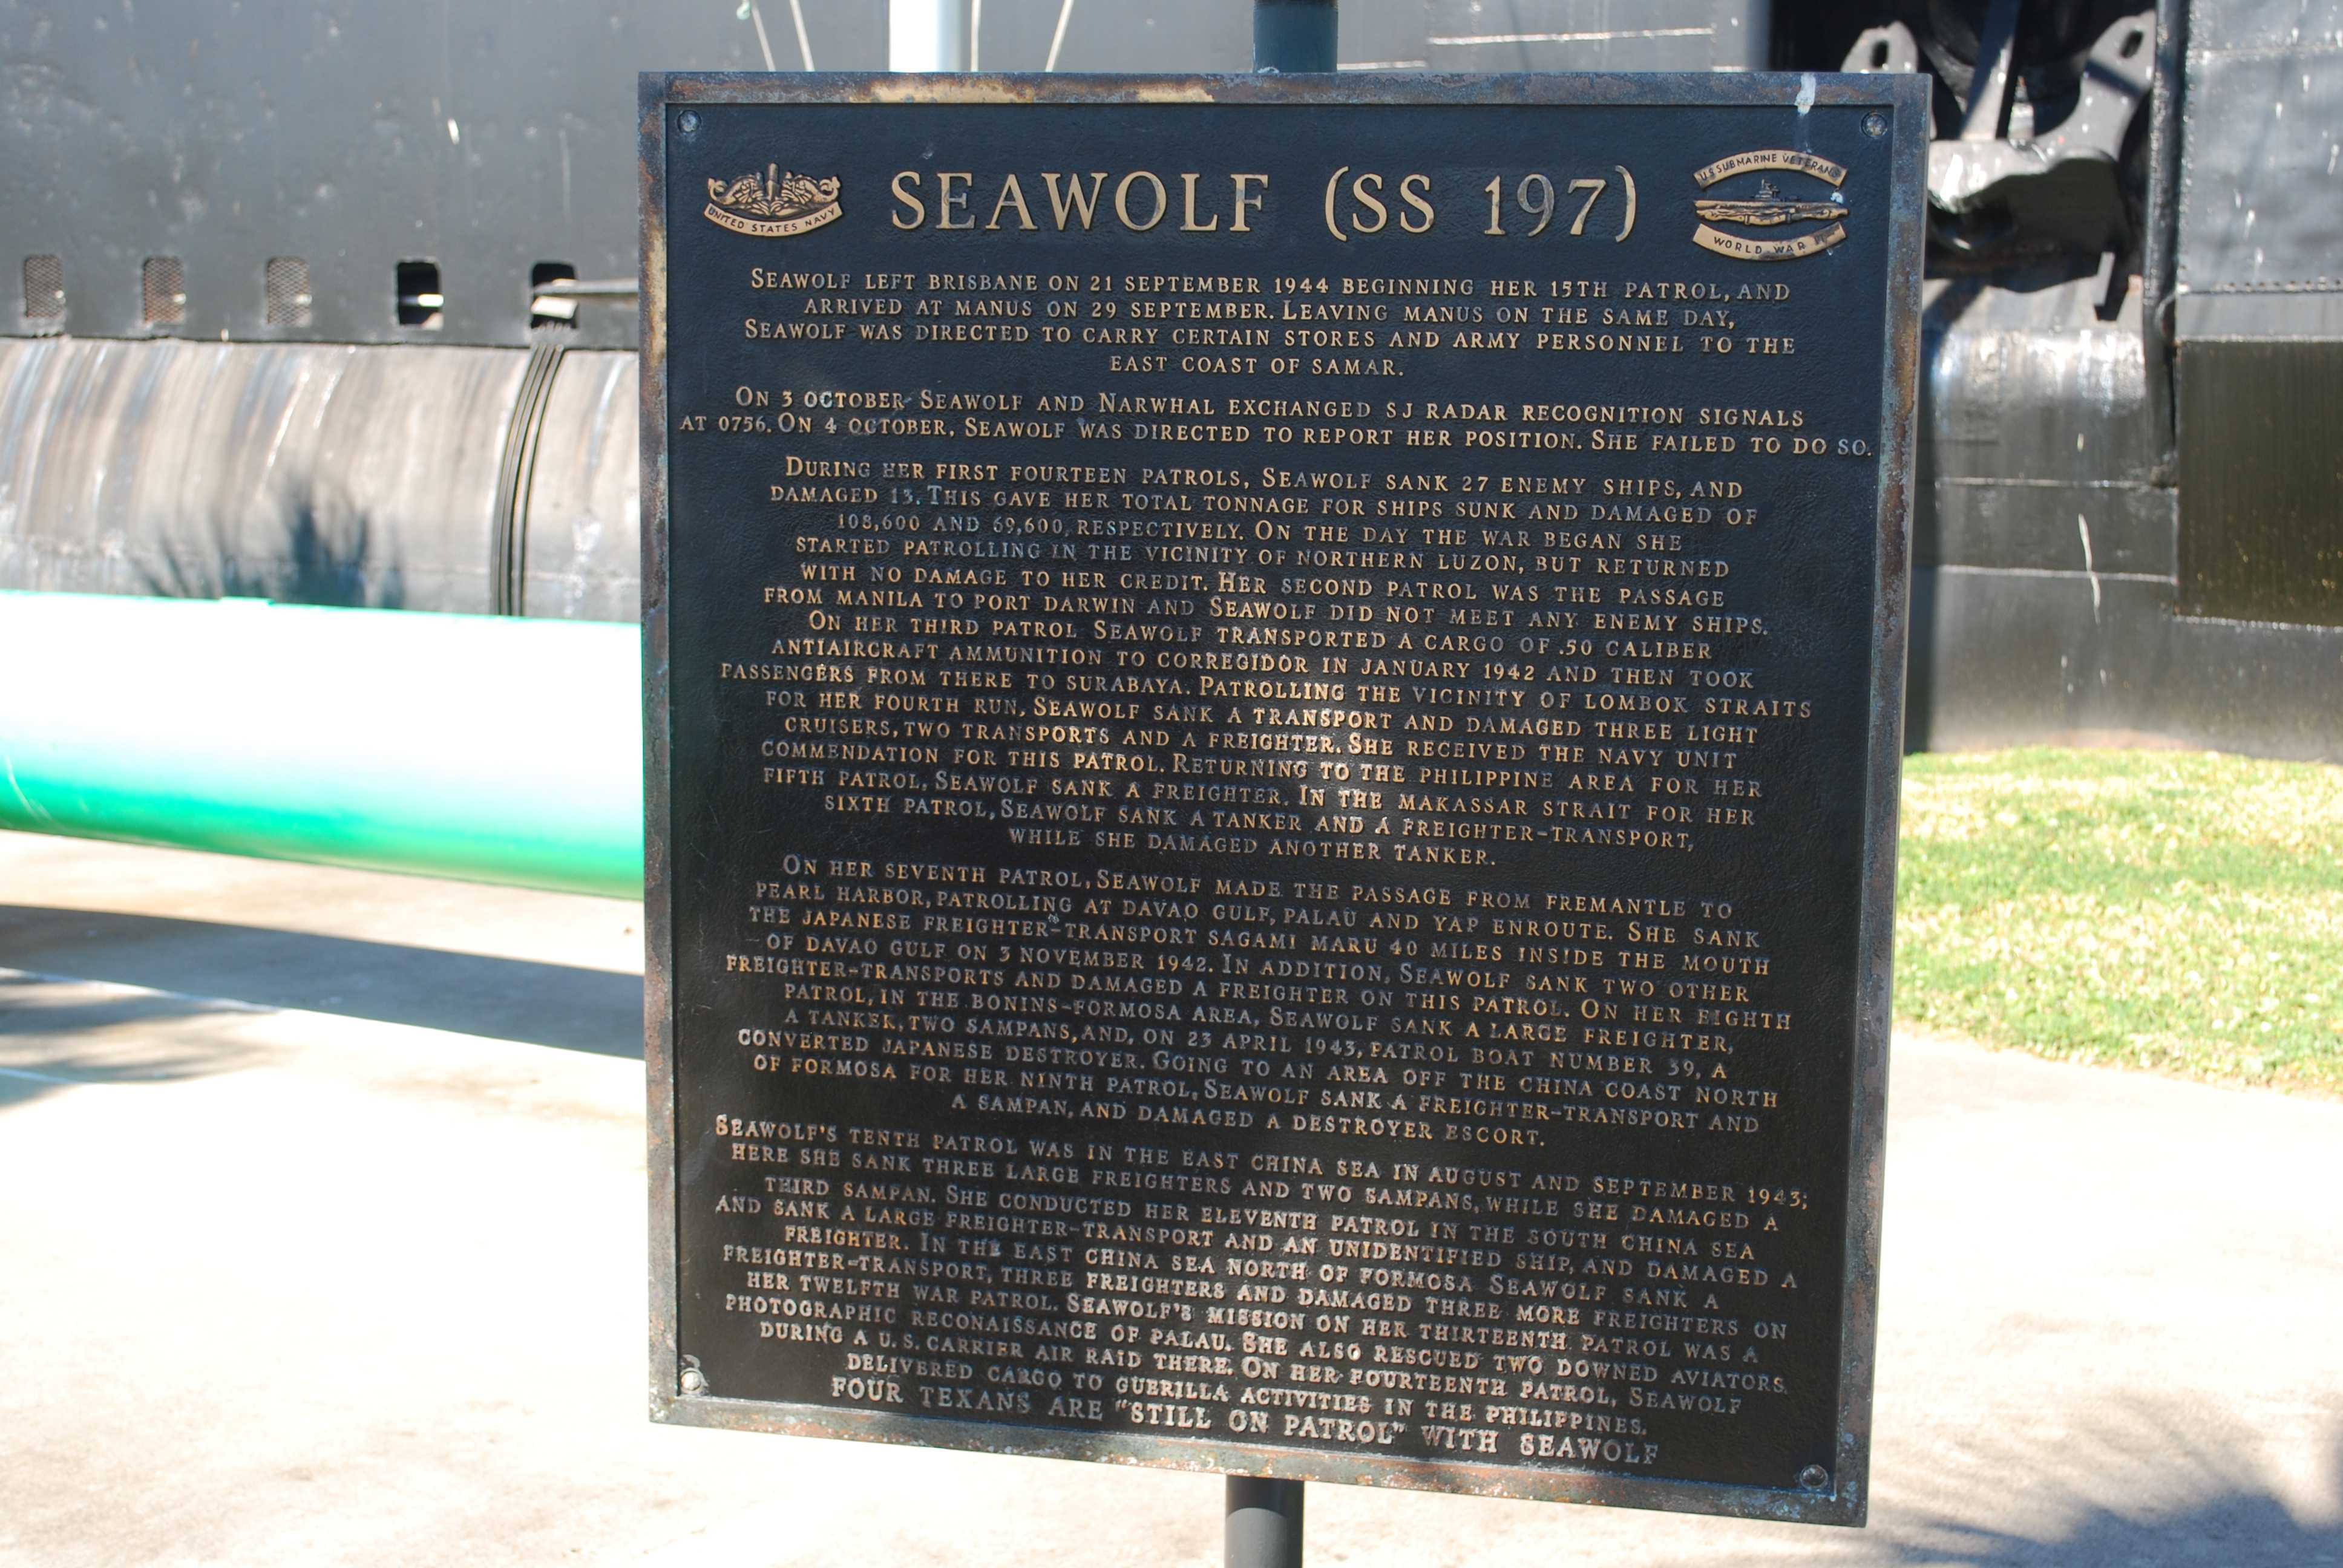 UNITED STATES NAVY
SEAWOLF (SS 197)
U.S. SUBMARINE VETERANS
WORLD WAR II
SEAWOLF LEFT BRISBANE ON 21 SEPTEMBER 1944 BEGINNING HER 15TH PATROL, AND
ARRIVED AT MANUS ON 29 SEPTEMBER. LEAVING MANUS ON THE SAME DAY,
SEAWOLF WAS DIRECTED TO CARRY CERTAIN STORES AND ARMY PERSONNEL TO THE
EAST COAST OF SAMAR.
ON 3 OCTOBER SEAWOLF AND NARWHAL EXCHANGED SJ RADAR RECOGNITION SIGNALS
AT 0756. ON 4 OCTOBER, SEAWOLF WAS DIRECTED TO REPORT HER POSITION. SHE FAILED TO DO SO.
DURING HER FIRST FOURTEEN PATROLS, SEAWOLF SANK 27 ENEMY SHIPS, AND
DAMAGED 13. THIS GAVE HER TOTAL TONNAGE FOR SHIPS SUNK AND DAMAGED OF
108,600 AND 69,600, RESPECTIVELY. ON THE DAY THE WAR BEGAN SHE
STARTED PATROLLING IN THE VICINITY OF NORTHERN LUZON, BUT RETURNED
WITH NO DAMAGE TO HER CREDIT. HER SECOND PATROL WAS THE PASSAGE
FROM MANILA TO PORT DARWIN AND SEAWOLF DID NOT MEET ANY ENEMY SHIPS.
ON HER THIRD PATROL SEAWOLF TRANSPORTED A CARGO OF .50 CALIBER
ANTIAIRCRAFT AMMUNITION TO CORREGIDOR IN JANUARY 1942 AND THEN TOOK
PASSENGERS FROM THERE TO SURABAYA. PATROLLING THE VICINITY OF LOMBOK STRAITS
FOR HER FOURTH RUN, SEAWOLF SANK A TRANSPORT AND DAMAGED THREE LIGHT
CRUISERS, TWO TRANSPORTS AND A FREIGHTER. SHE RECEIVED THE NAVY UNIT
COMMENDATION FOR THIS PATROL. RETURNING TO THE PHILIPPINE AREA FOR HER
FIFTH PATROL, SEAWOLF SANK A FREIGHTER. IN THE MAKASSAR STRAIT FOR HER
SIXTH PATROL, SEAWOLF SANK A TANKER AND A FREIGHTER-TRANSPORT,
WHILE SHE DAMAGED ANOTHER TANKER.
ON HER SEVENTH PATROL, SEAWOLF MADE THE PASSAGE FROM FREMANTLE TO
PEARL HARBOR, PATROLLING AT DAVAO GULF, PALAU AND YAP ENROUTE. SHE SANK
THE JAPANESE FREIGHTER-TRANSPORT SAGAMI MARU 40 MILES INSIDE THE MOUTH
OF DAVAO GULF ON 3 NOVEMBER 1942. IN ADDITION, SEAWOLF SANK TWO OTHER
FREIGHTER-TRANSPORTS AND DAMAGED A FREIGHTER ON THIS PATROL. ON HER EIGHTH
PATROL, IN THE BONINS-FORMOSA AREA, SEAWOLF SANK A LARGE FREIGHTER,
A TANKER, TWO SAMPANS, AND, ON 23 APRIL 1943, PATROL BOAT NUMBER 39, A
CONVERTED JAPANESE DESTROYER. GOING TO AN AREA OFF THE CHINA COAST NORTH
OF FORMOSA FOR HER NINTH PATROL, SEAWOLF SANK A FREIGHTER-TRANSPORT AND
A SAMPAN, AND DAMAGED A DESTROYER ESCORT.
SEAWOLF'S TENTH PATROL WAS IN THE EAST CHINA SEA IN AUGUST AND SEPTEMBER 1943;
HERE SHE SANK THREE LARGE FREIGHTERS AND TWO SAMPANS, WHILE SHE DAMAGED A
THIRD SAMPAN. SHE CONDUCTED HER ELEVENTH PATROL IN THE SOUTH CHINA SEA
AND SANK A LARGE FREIGHTER-TRANSPORT AND AN UNIDENTIFIED SHIP, AND DAMAGED A
FREIGHTER. IN THE EAST CHINA SEA NORTH OF FORMOSA SEAWOLF SANK A
FREIGHTER-TRANSPORT, THREE FREIGHTERS AND DAMAGED THREE MORE FREIGHTERS ON
HER TWELFTH WAR PATROL. SEAWOLF'S MISSION ON HER THIRTEENTH PATROL WAS A
PHOTOGRAPHIC RECONAISSANCE OF PALAU. SHE ALSO RESCUED TWO DOWNED AVIATORS
DURING A U.S. CARRIER AIR RAID THERE. ON HER FOURTEENTH PATROL, SEAWOLF
DELIVERED CARGO TO GUERILLA ACTIVITIES IN THE PHILIPPINES.
FOUR TEXANS ARE "STILL ON PATROL" WITH SEAWOLF